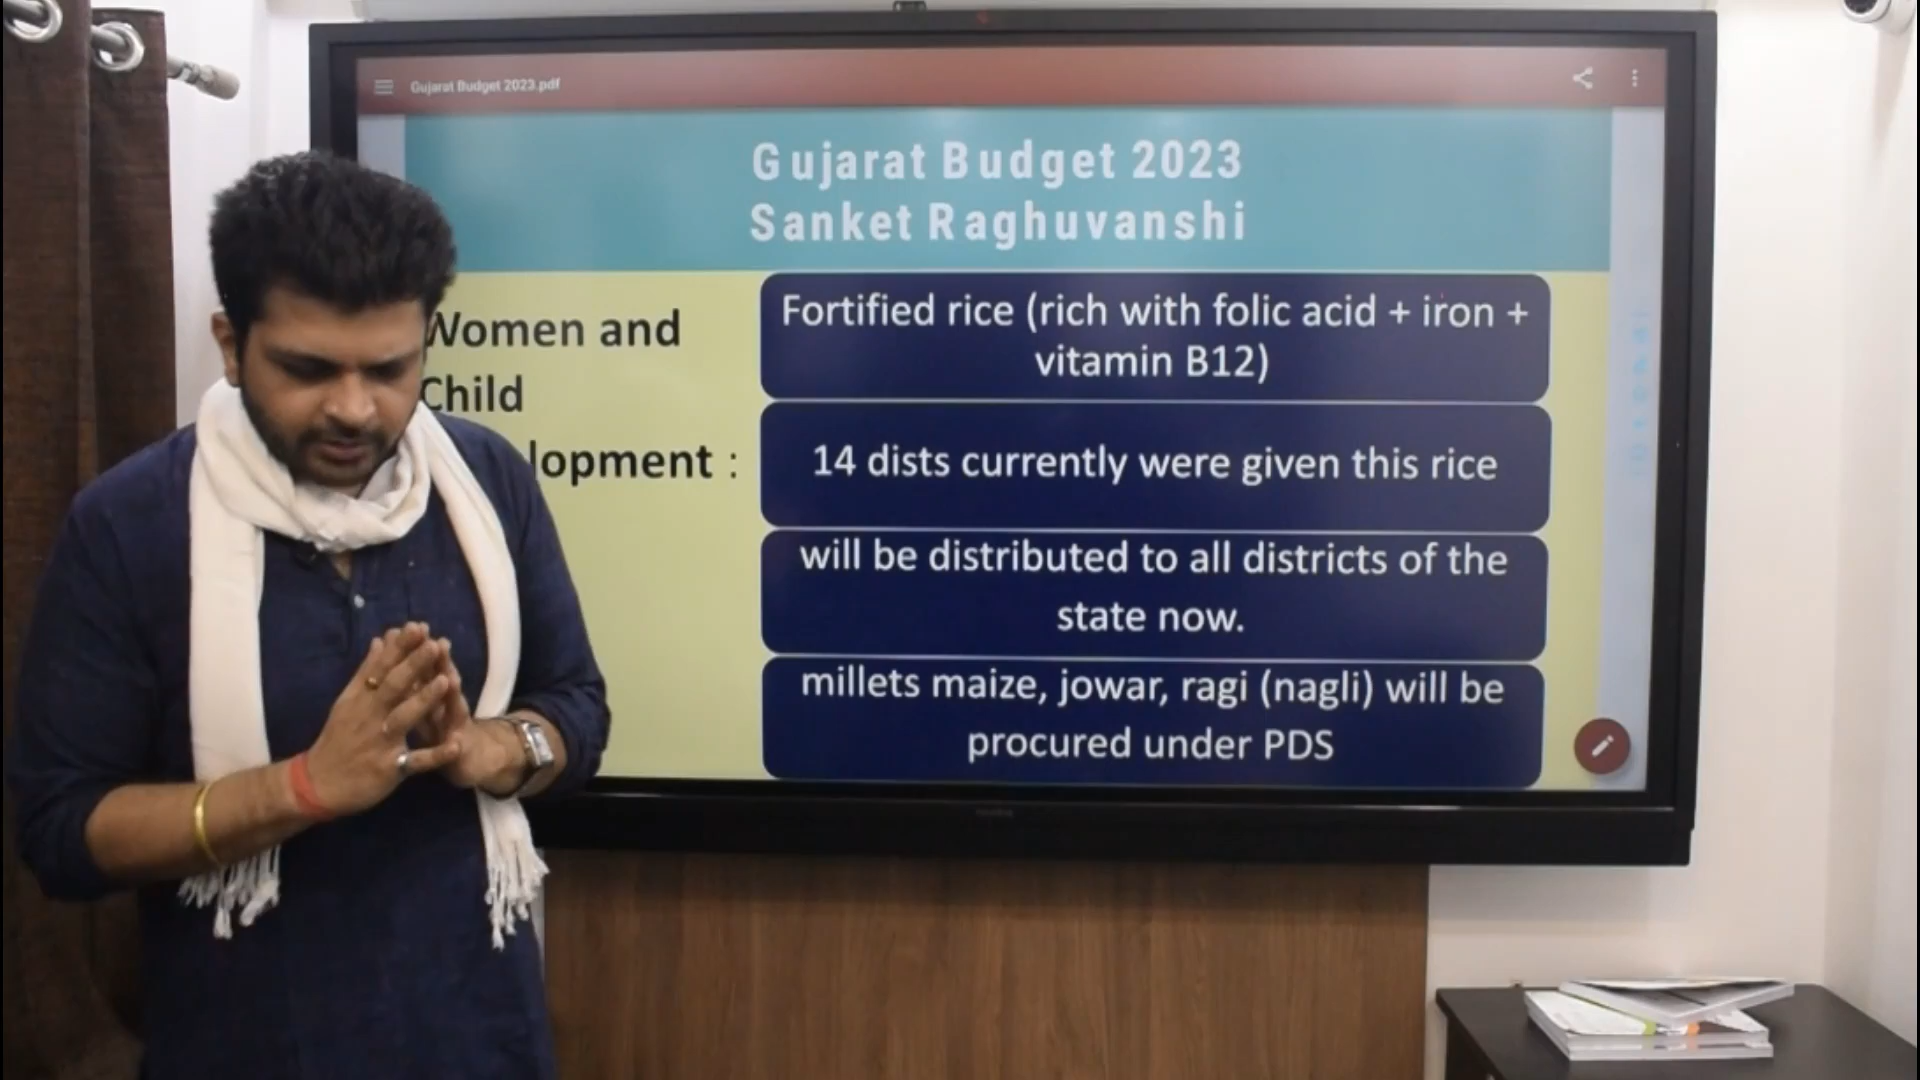 Gujarat Budget 2023.pdf
Gujarat Budget 2023
Sanket Raghuvanshi
Women and
Child
lopment :
Fortified rice (rich with folic acid + iron +
vitamin B12)
14 dists currently were given this rice
will be distributed to all districts of the
state now.
millets maize, jowar, ragi (nagli) will be
procured under PDS